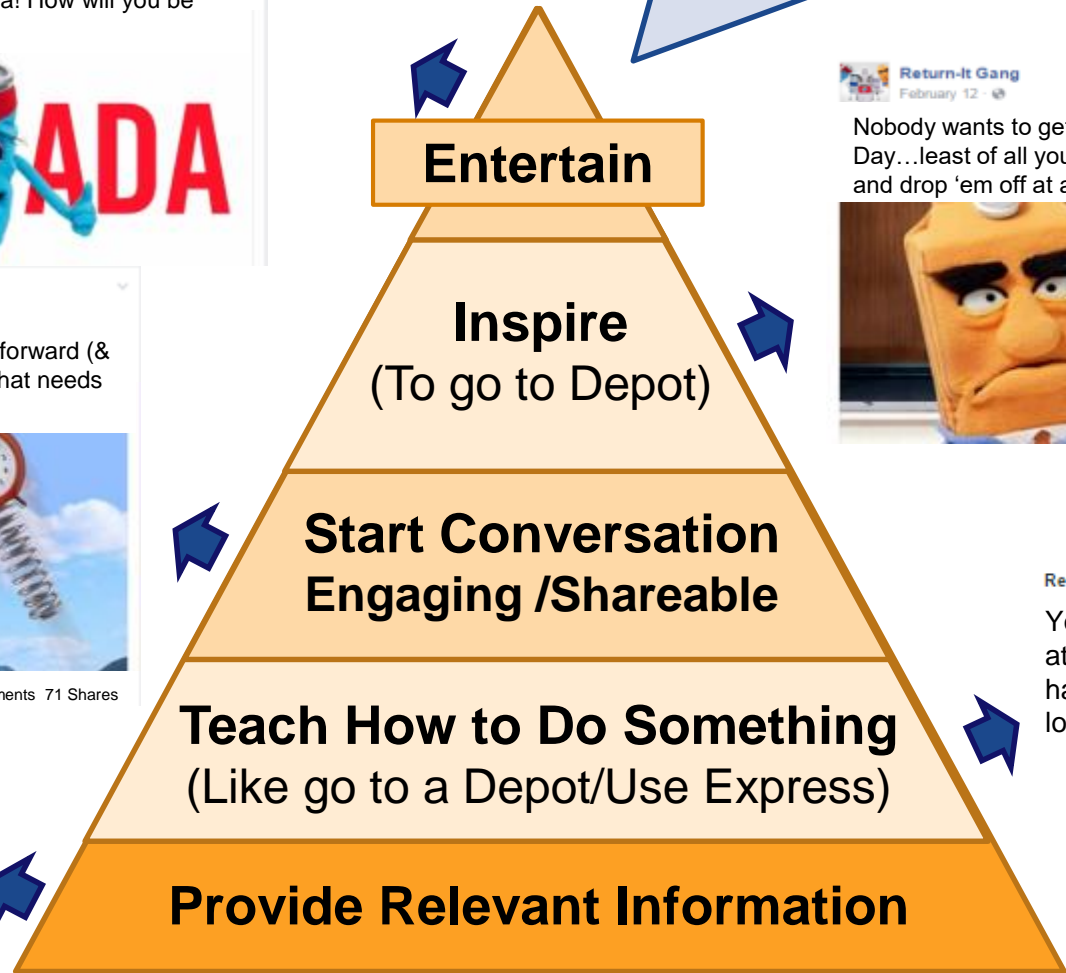 a! How will you be
ADA
forward (&
hat needs
71 Shares
Entertain
Inspire
(To go to Depot)
Start Conversation
Engaging /Shareable
Teach How to Do Something
(Like go to a Depot/Use Express)
Provide Relevant Information
Return-It Gang
February 12 ·
Nobody wants to get
Day…least of all you
and drop ‘em off at a
Re
Yo
at
ha
lo